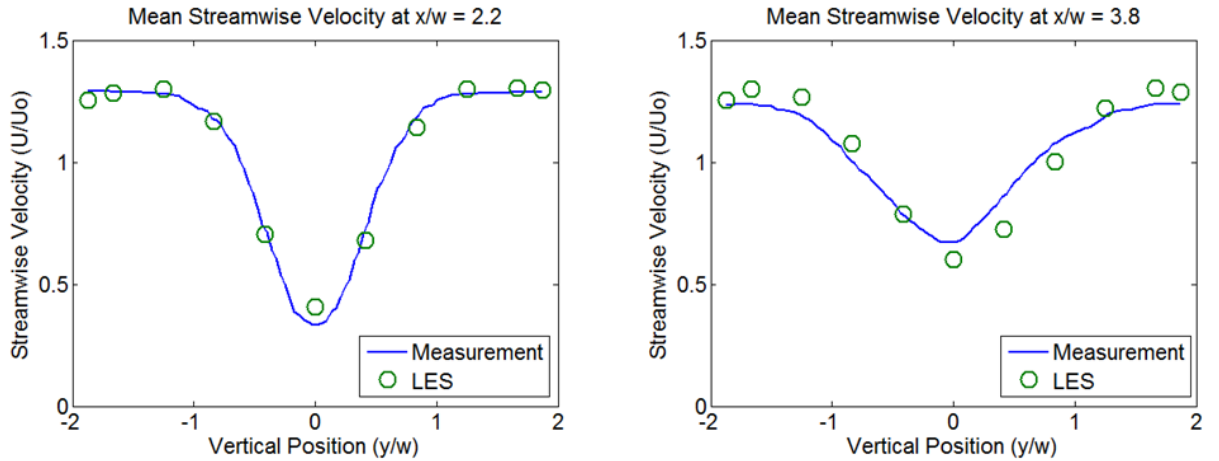 Mean Streamwise Velocity at x/w = 2.2
1.5
1
0.5
0
Streamwise Velocity (U/Uo)
Measurement
LES
-2
-1
0
1
2
Vertical Position (y/w)
Mean Streamwise Velocity at x/w = 3.8
1.5
1
0.5
0
Streamwise Velocity (U/Uo)
Measurement
LES
-2
-1
0
1
2
Vertical Position (y/w)